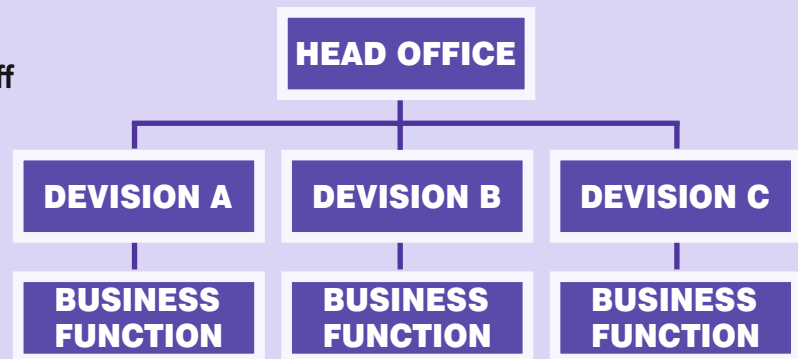 HEAD OFFICE
DEVISION A
DEVISION B
DEVISION C
BUSINESS
FUNCTION
BUSINESS
FUNCTION
BUSINESS
FUNCTION